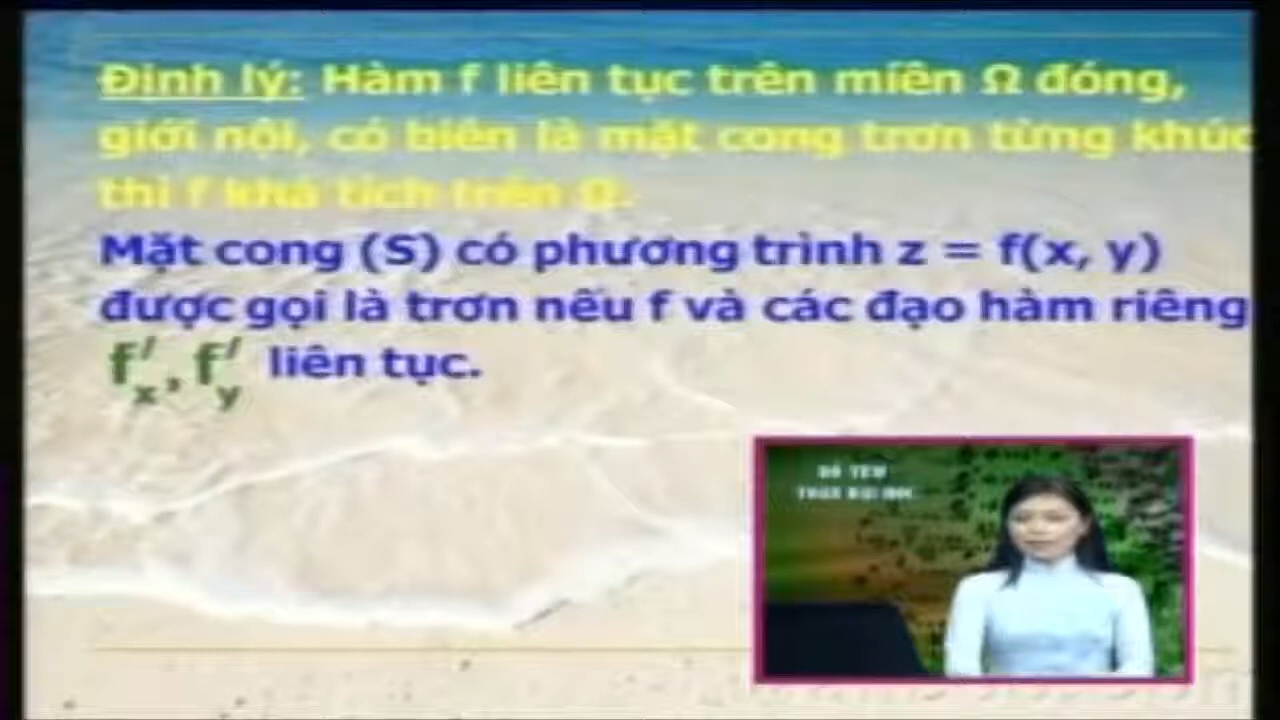 Định lý: Hàm f liên tục trên miền Ω đóng,
giới nội, có biên là mặt cong trơn từng khúc
thì f khả tích trên Ω.
Mặt cong (S) có phương trình z = f(x, y)
được gọi là trơn nếu f và các đạo hàm riêng
f′x, f′y liên tục.